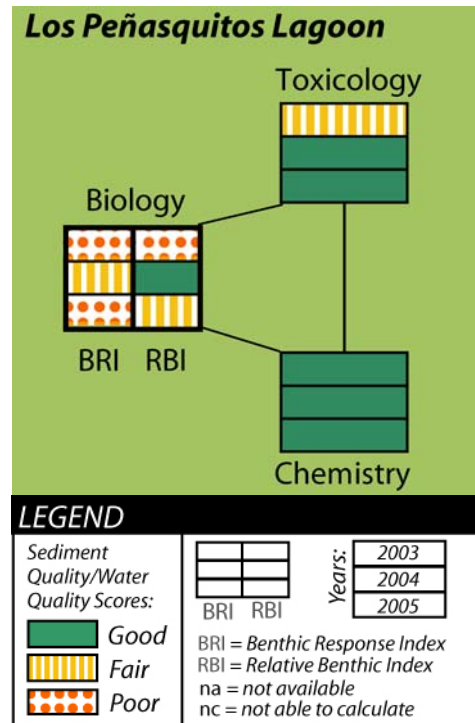 Los Peñasquitos Lagoon
Toxicology
Biology
BRI RBI
Chemistry
LEGEND
Sediment
Quality/Water
Quality Scores:
Good
Fair
Poor
BRI RBI
Years:
2003
2004
2005
BRI = Benthic Response Index
RBI = Relative Benthic Index
na = not available
nc = not able to calculate